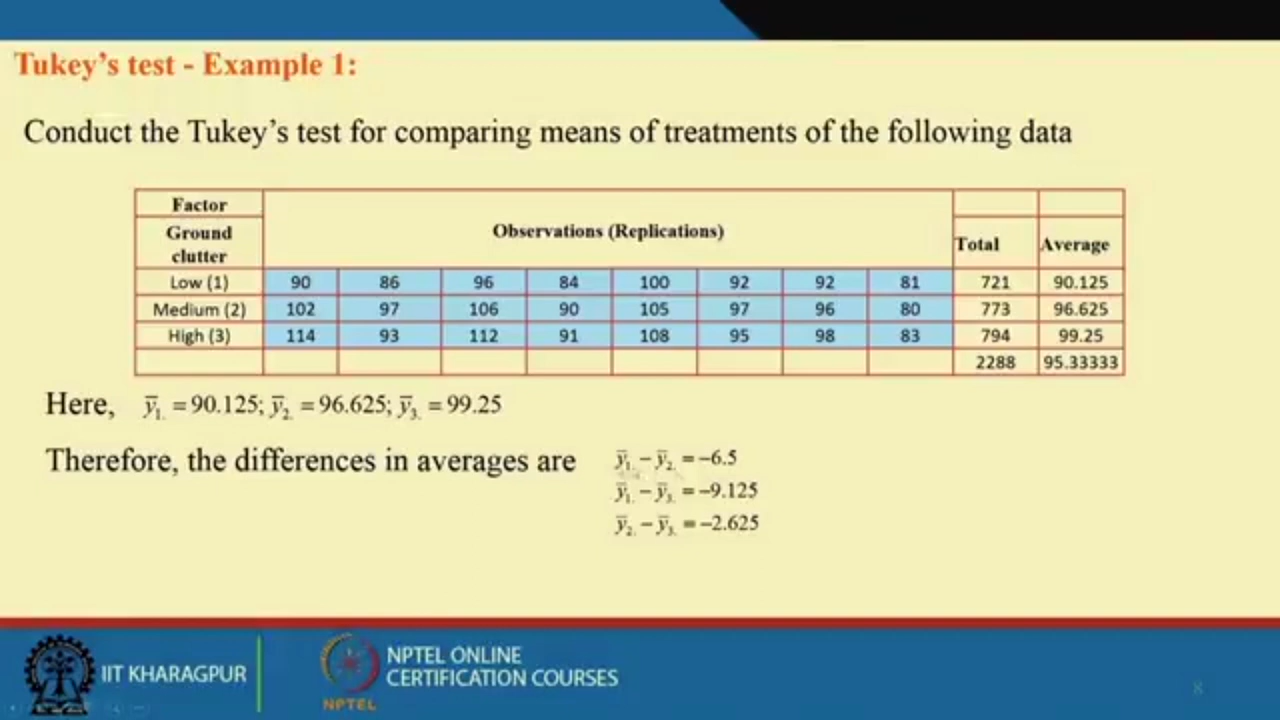 Tukey's test - Example 1:
Conduct the Tukey's test for comparing means of treatments of the following data
Factor
Ground clutter Observations (Replications) Total Average
Low (1) 90 86 96 84 100 92 92 81 721 90.125
Medium (2) 102 97 106 90 105 97 96 80 773 96.625
High (3) 114 93 112 91 108 95 98 83 794 99.25
2288 95.33333
Here, ȳ₁. = 90.125; ȳ₂. = 96.625; ȳ₃. = 99.25
Therefore, the differences in averages are
ȳ₁. − ȳ₂. = −6.5
ȳ₁. − ȳ₃. = −9.125
ȳ₂. − ȳ₃. = −2.625
IIT KHARAGPUR
NPTEL
NPTEL ONLINE
CERTIFICATION COURSES
8